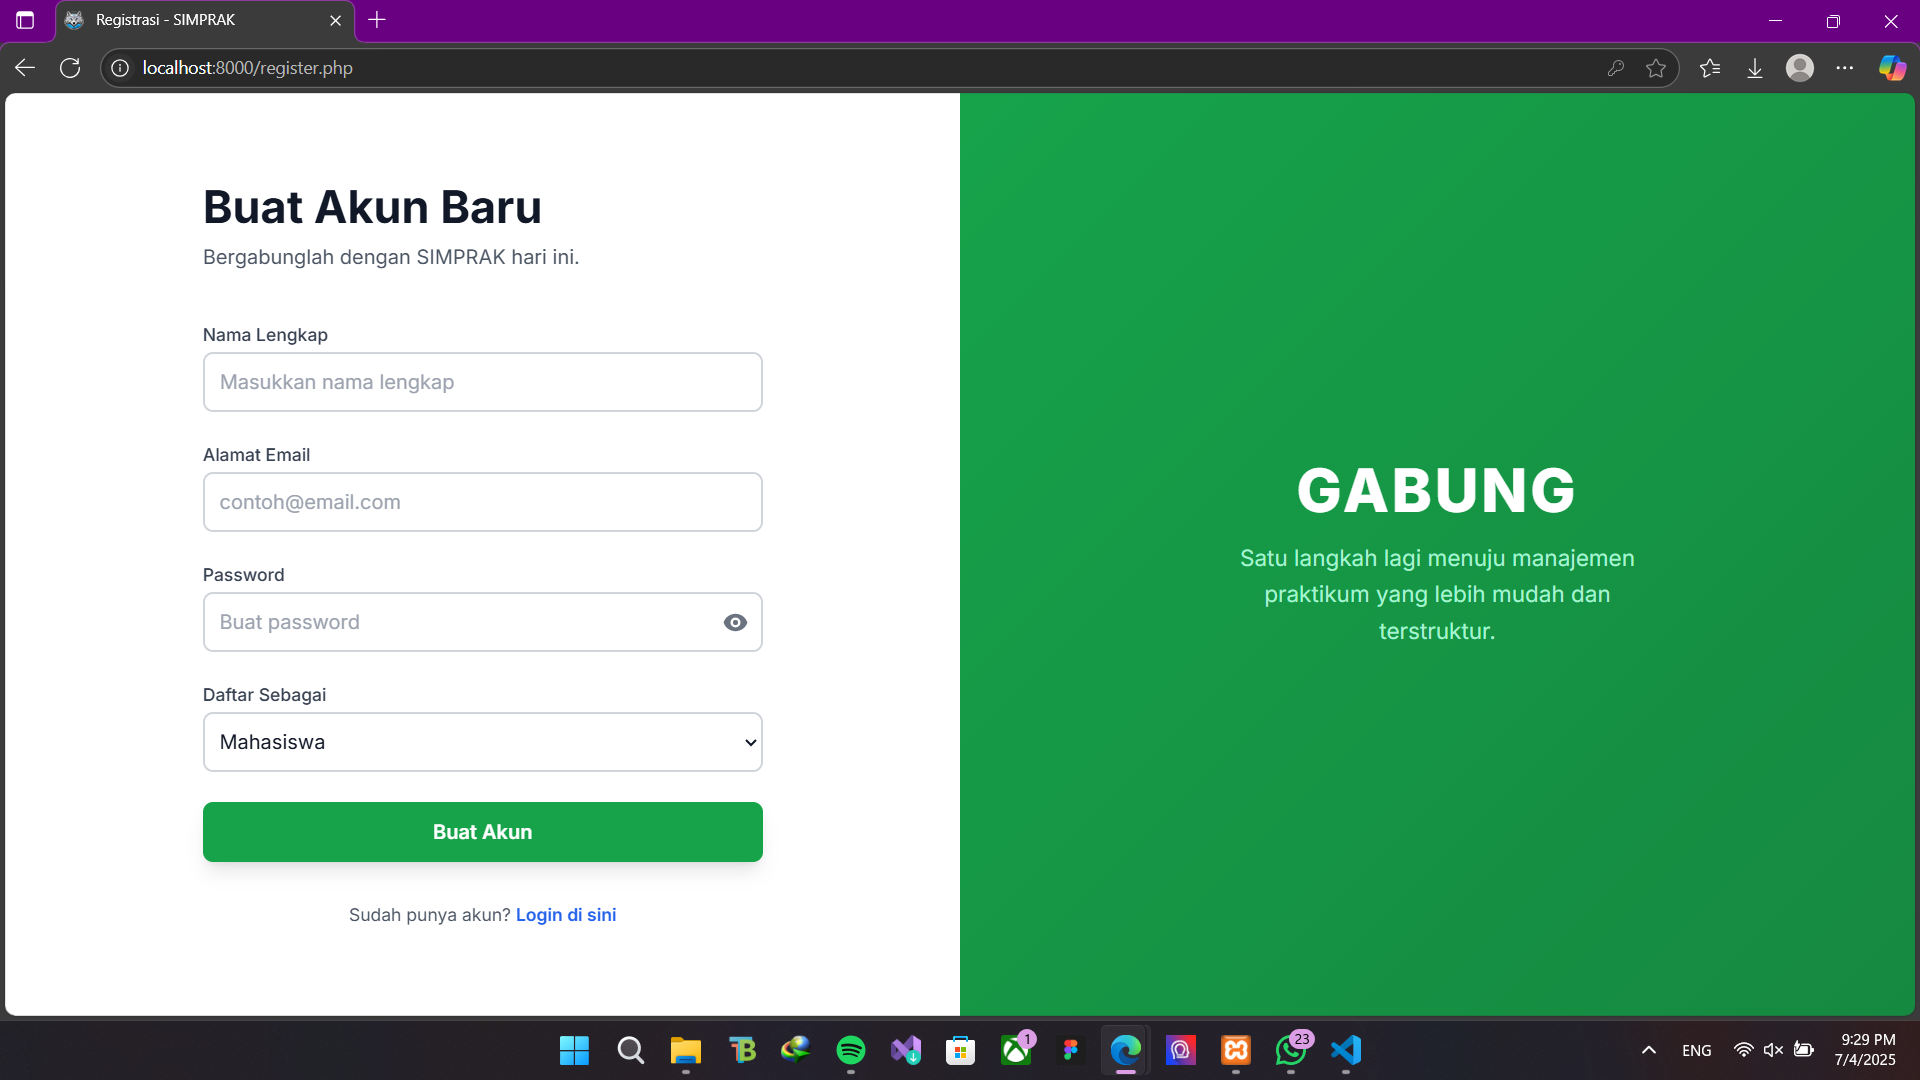 Registrasi - SIMPRAK
localhost:8000/register.php
Buat Akun Baru
Bergabunglah dengan SIMPRAK hari ini.
Nama Lengkap
Masukkan nama lengkap
Alamat Email
contoh@email.com
Password
Buat password
Daftar Sebagai
Mahasiswa
Buat Akun
Sudah punya akun? Login di sini
GABUNG
Satu langkah lagi menuju manajemen
praktikum yang lebih mudah dan
terstruktur.
1
23
ENG
9:29 PM
7/4/2025